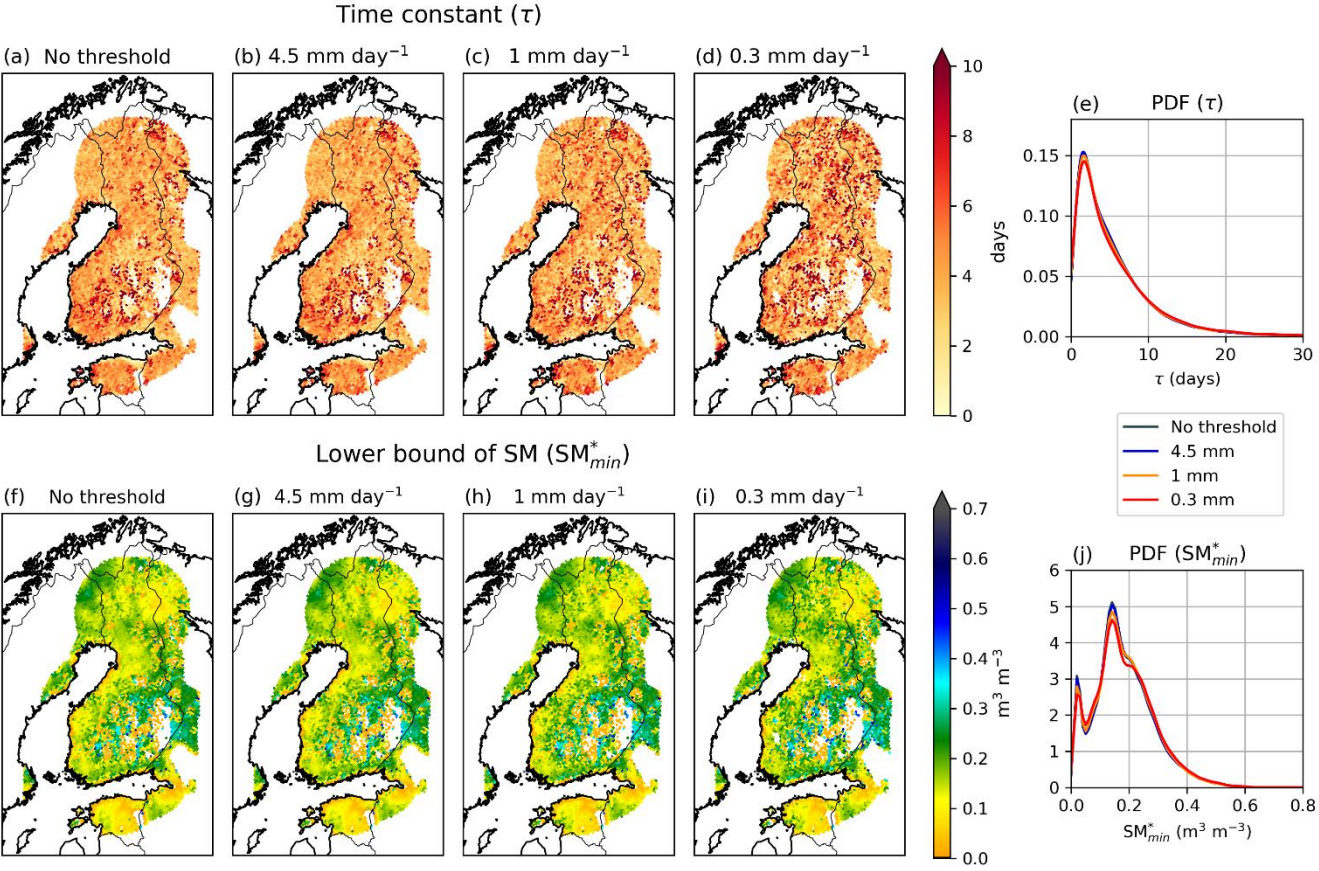 Time constant (τ)
(a) No threshold
(b) 4.5 mm day⁻¹
(c) 1 mm day⁻¹
(d) 0.3 mm day⁻¹
10
8
6
4
2
0
days
(e) PDF (τ)
0.15
0.10
0.05
0.00
0 10 20 30
τ (days)
No threshold
4.5 mm
1 mm
0.3 mm
Lower bound of SM (SM*min)
(f) No threshold
(g) 4.5 mm day⁻¹
(h) 1 mm day⁻¹
(i) 0.3 mm day⁻¹
0.7
0.6
0.5
0.4
0.3
0.2
0.1
0.0
m³ m⁻³
(j) PDF (SM*min)
6
5
4
3
2
1
0
0.0 0.2 0.4 0.6 0.8
SM*min (m³ m⁻³)